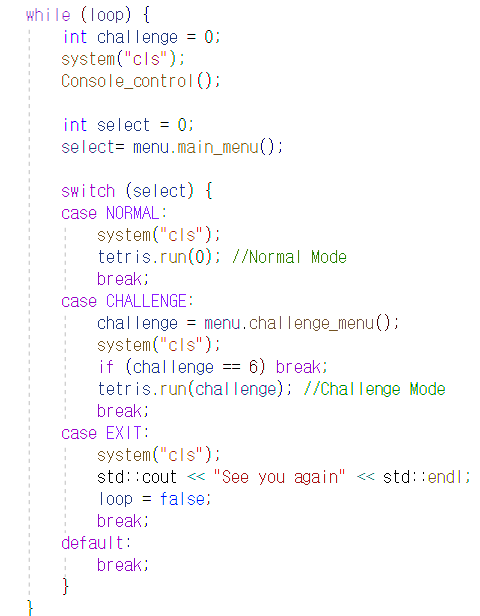 while (loop) {
    int challenge = 0;
    system("cls");
    Console_control();

    int select = 0;
    select= menu.main_menu();

    switch (select) {
    case NORMAL:
        system("cls");
        tetris.run(0); //Normal Mode
        break;
    case CHALLENGE:
        challenge = menu.challenge_menu();
        system("cls");
        if (challenge == 6) break;
        tetris.run(challenge); //Challenge Mode
        break;
    case EXIT:
        system("cls");
        std::cout << "See you again" << std::endl;
        loop = false;
        break;
    default:
        break;
    }
}